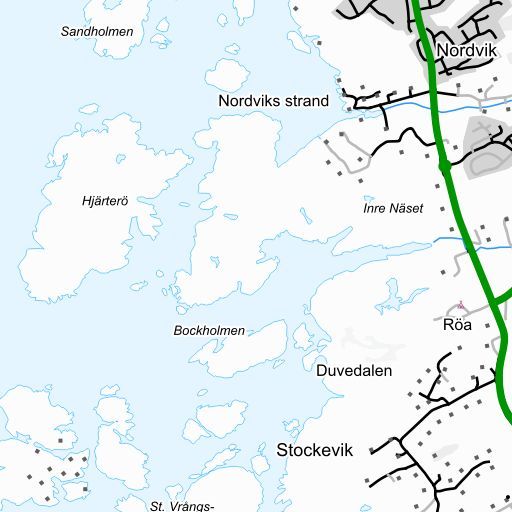 Sandholmen
Nordvik
Nordviks strand
Hjärterö
Inre Näset
Bockholmen
Röa
Duvedalen
Stockevik
St. Vrångs-